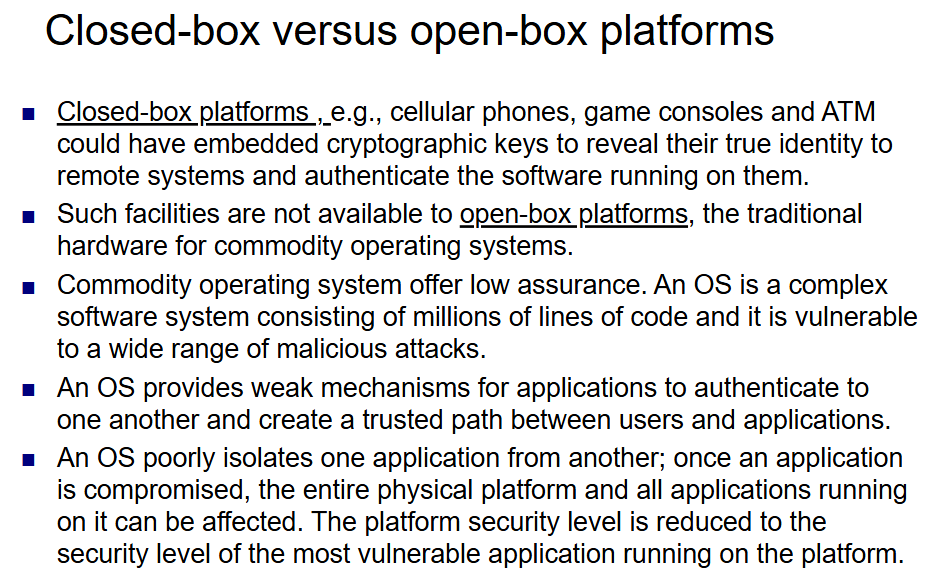 Closed-box versus open-box platforms
Closed-box platforms , e.g., cellular phones, game consoles and ATM
could have embedded cryptographic keys to reveal their true identity to
remote systems and authenticate the software running on them.
Such facilities are not available to open-box platforms, the traditional
hardware for commodity operating systems.
Commodity operating system offer low assurance. An OS is a complex
software system consisting of millions of lines of code and it is vulnerable
to a wide range of malicious attacks.
An OS provides weak mechanisms for applications to authenticate to
one another and create a trusted path between users and applications.
An OS poorly isolates one application from another; once an application
is compromised, the entire physical platform and all applications running
on it can be affected. The platform security level is reduced to the
security level of the most vulnerable application running on the platform.